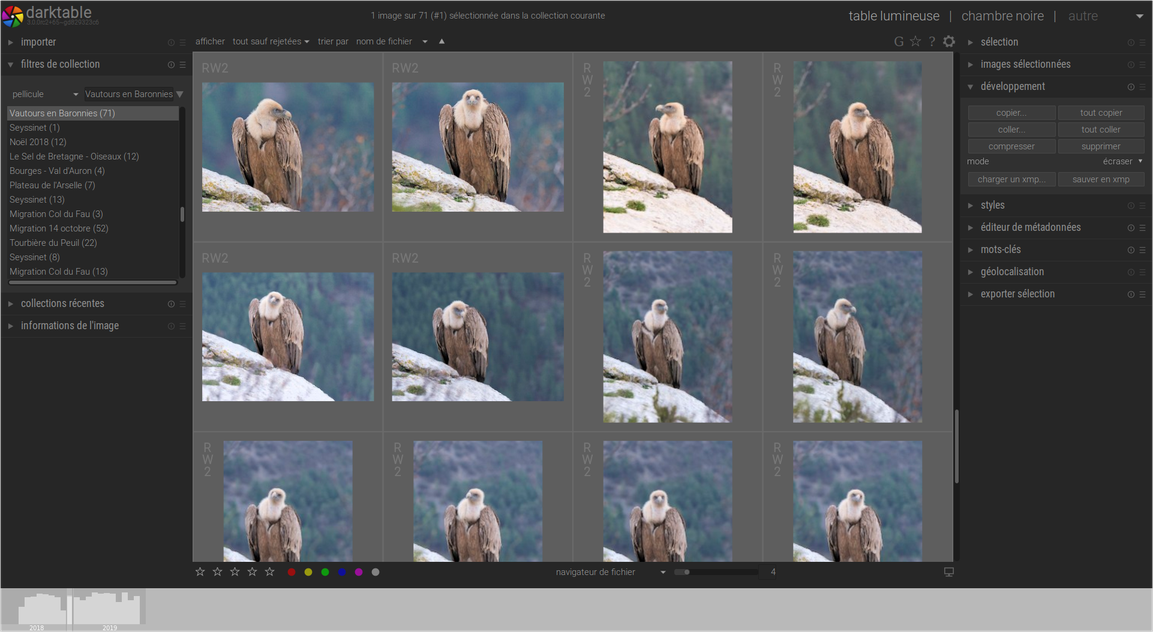 darktable
1 image sur 71 (#1) sélectionnée dans la collection courante
table lumineuse | chambre noire | autre
importer
filtres de collection
pellicule
Vautours en Baronnies
Vautours en Baronnies (71)
Seyssinet (1)
Noël 2018 (12)
Le Sel de Bretagne - Oiseaux (12)
Bourges - Val d'Auron (4)
Plateau de l'Arselle (7)
Seyssinet (13)
Migration Col du Fau (3)
Migration 14 octobre (52)
Tourbière du Peuil (22)
Seyssinet (8)
Migration Col du Fau (13)
collections récentes
informations de l'image
afficher tout sauf rejetées trier par nom de fichier
G ?
RW2
RW2
RW2
RW2
RW2
RW2
RW2
RW2
RW2
RW2
RW2
RW2
navigateur de fichier
4
sélection
images sélectionnées
développement
copier... tout copier
coller... tout coller
compresser supprimer
mode écraser
charger un xmp... sauver en xmp
styles
éditeur de métadonnées
mots-clés
géolocalisation
exporter sélection
2018 2019